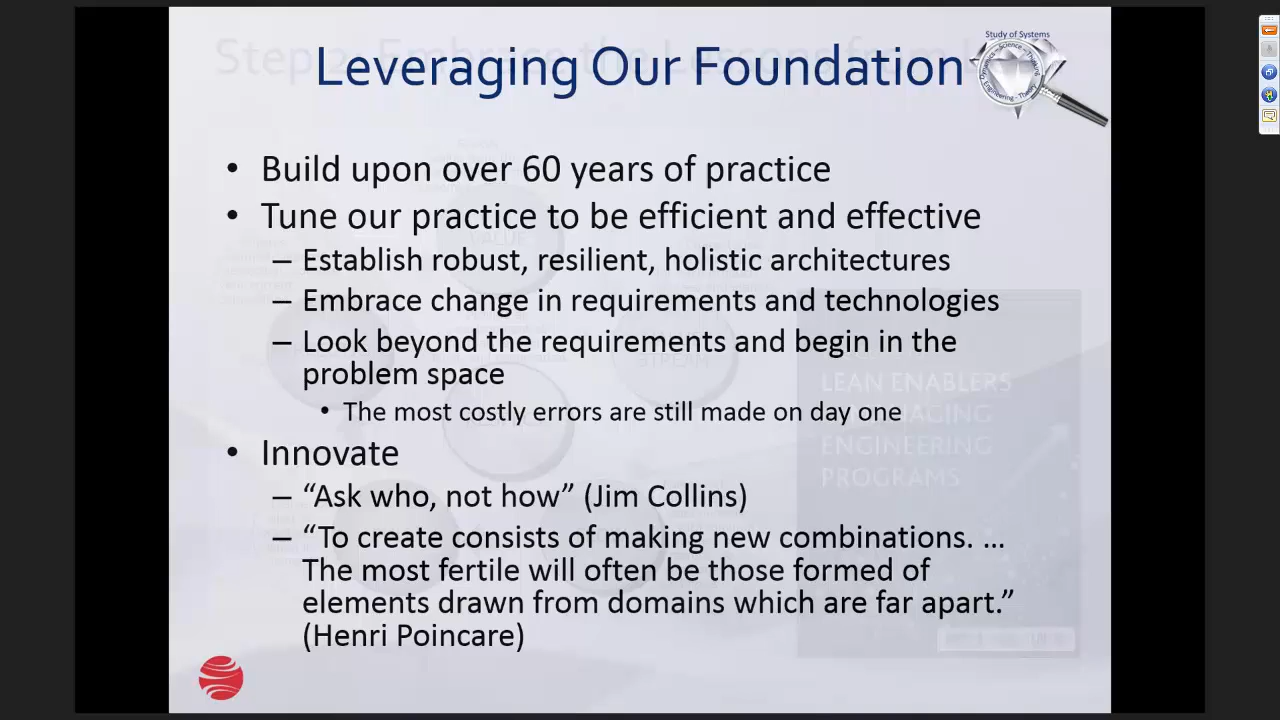 Leveraging Our Foundation
Study of Systems
Science - Thinking
Engineering - Theory
• Build upon over 60 years of practice
• Tune our practice to be efficient and effective
– Establish robust, resilient, holistic architectures
– Embrace change in requirements and technologies
– Look beyond the requirements and begin in the
problem space
• The most costly errors are still made on day one
LEAN ENABLERS
ENGINEERING
PROGRAMS
• Innovate
– “Ask who, not how” (Jim Collins)
– “To create consists of making new combinations. ...
The most fertile will often be those formed of
elements drawn from domains which are far apart.”
(Henri Poincare)